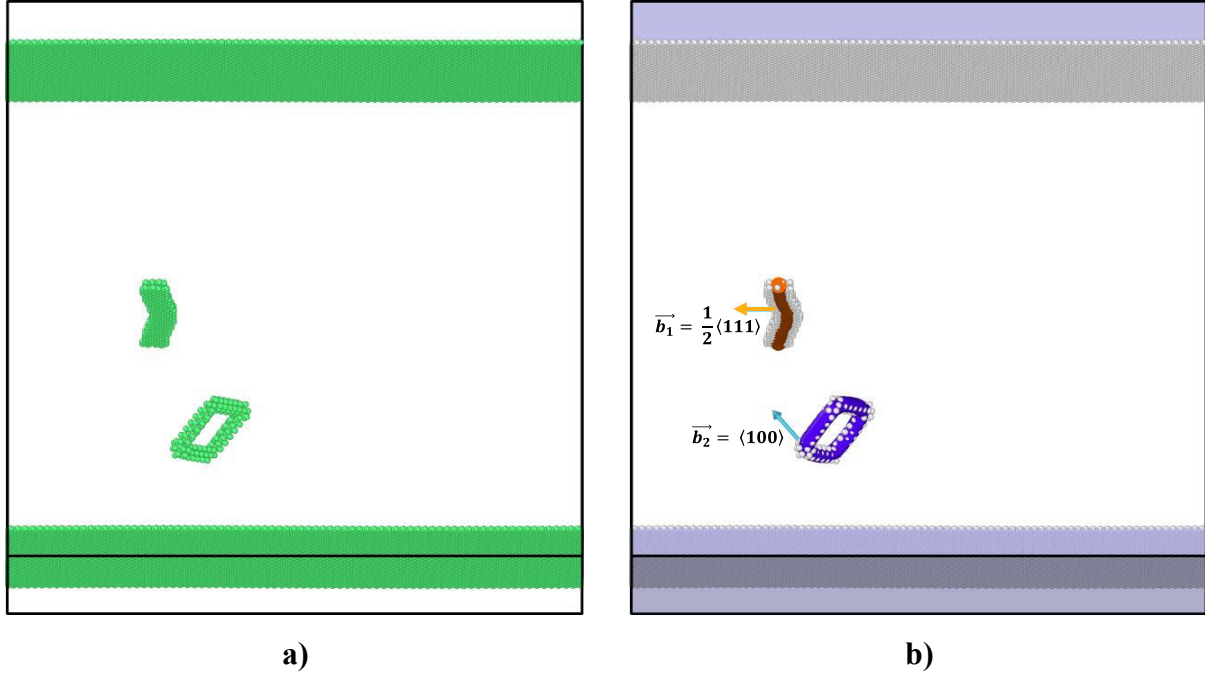 b₁⃗ = 1/2 ⟨111⟩
b₂⃗ = ⟨100⟩
a)
b)